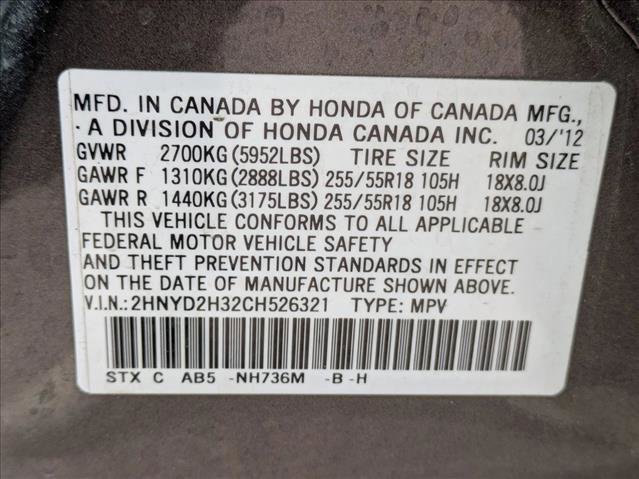 MFD. IN CANADA BY HONDA OF CANADA MFG.,
A DIVISION OF HONDA CANADA INC. 03/'12
GVWR 2700KG (5952LBS) TIRE SIZE RIM SIZE
GAWR F 1310KG (2888LBS) 255/55R18 105H 18X8.0J
GAWR R 1440KG (3175LBS) 255/55R18 105H 18X8.0J
THIS VEHICLE CONFORMS TO ALL APPLICABLE
FEDERAL MOTOR VEHICLE SAFETY
AND THEFT PREVENTION STANDARDS IN EFFECT
ON THE DATE OF MANUFACTURE SHOWN ABOVE.
V.I.N.: 2HNYD2H32CH526321 TYPE: MPV
STX C AB5 -NH736M -B -H